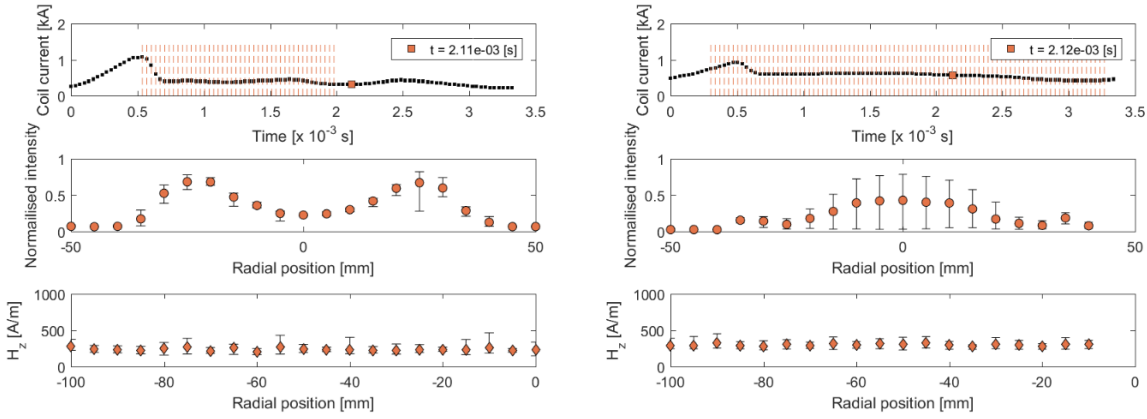 2
1
0
Coil current [kA]
t = 2.11e-03 [s]
0 0.5 1 1.5 2 2.5 3 3.5
Time [x 10-3 s]
1
0.5
0
Normailised intensity
-50 0 50
Radial position [mm]
1000
500
0
Hz [A/m]
-100 -80 -60 -40 -20 0
Radial position [mm]
2
1
0
Coil current [kA]
t = 2.12e-03 [s]
0 0.5 1 1.5 2 2.5 3 3.5
Time [x 10-3 s]
1
0.5
0
Normailised intensity
-50 0 50
Radial position [mm]
1000
500
0
Hz [A/m]
-100 -80 -60 -40 -20 0
Radial position [mm]